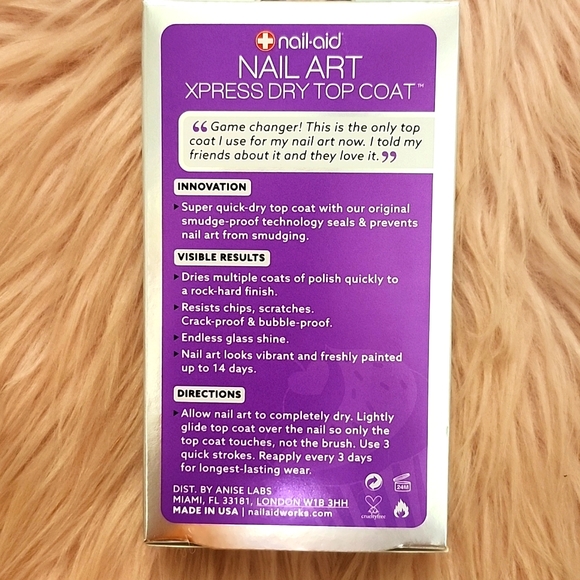 nail-aid
NAIL ART
XPRESS DRY TOP COAT™
“Game changer! This is the only top
coat I use for my nail art now. I told my
friends about it and they love it.”
INNOVATION
Super quick-dry top coat with our original
smudge-proof technology seals & prevents
nail art from smudging.
VISIBLE RESULTS
Dries multiple coats of polish quickly to
a rock-hard finish.
Resists chips, scratches.
Crack-proof & bubble-proof.
Endless glass shine.
Nail art looks vibrant and freshly painted
up to 14 days.
DIRECTIONS
Allow nail art to completely dry. Lightly
glide top coat over the nail so only the
top coat touches, not the brush. Use 3
quick strokes. Reapply every 3 days
for longest-lasting wear.
DIST. BY ANISE LABS
MIAMI, FL 33181, LONDON W1B 3HH
MADE IN USA | nailaidworks.com
24M
crueltyfree